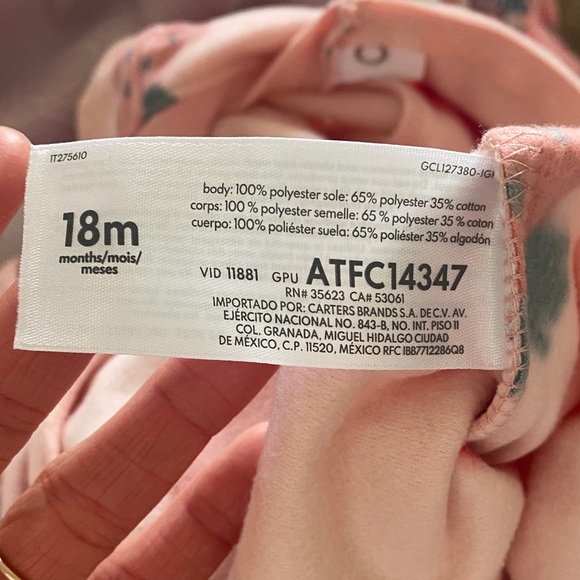 IT275610
GCL127380-IGH
18m
months/mois/
meses
body: 100% polyester sole: 65% polyester 35% cotton
corps: 100 % polyester semelle: 65 % polyester 35 % coton
cuerpo: 100% poliéster suela: 65% poliéster 35% algodón
VID 11881 GPU ATFC14347
RN# 35623 CA# 53061
IMPORTADO POR: CARTERS BRANDS S.A. DE C.V. AV.
EJÉRCITO NACIONAL NO. 843-B, NO. INT. PISO 11
COL. GRANADA, MIGUEL HIDALGO CIUDAD
DE MÉXICO, C.P. 11520, MÉXICO RFC IBB7712286Q8